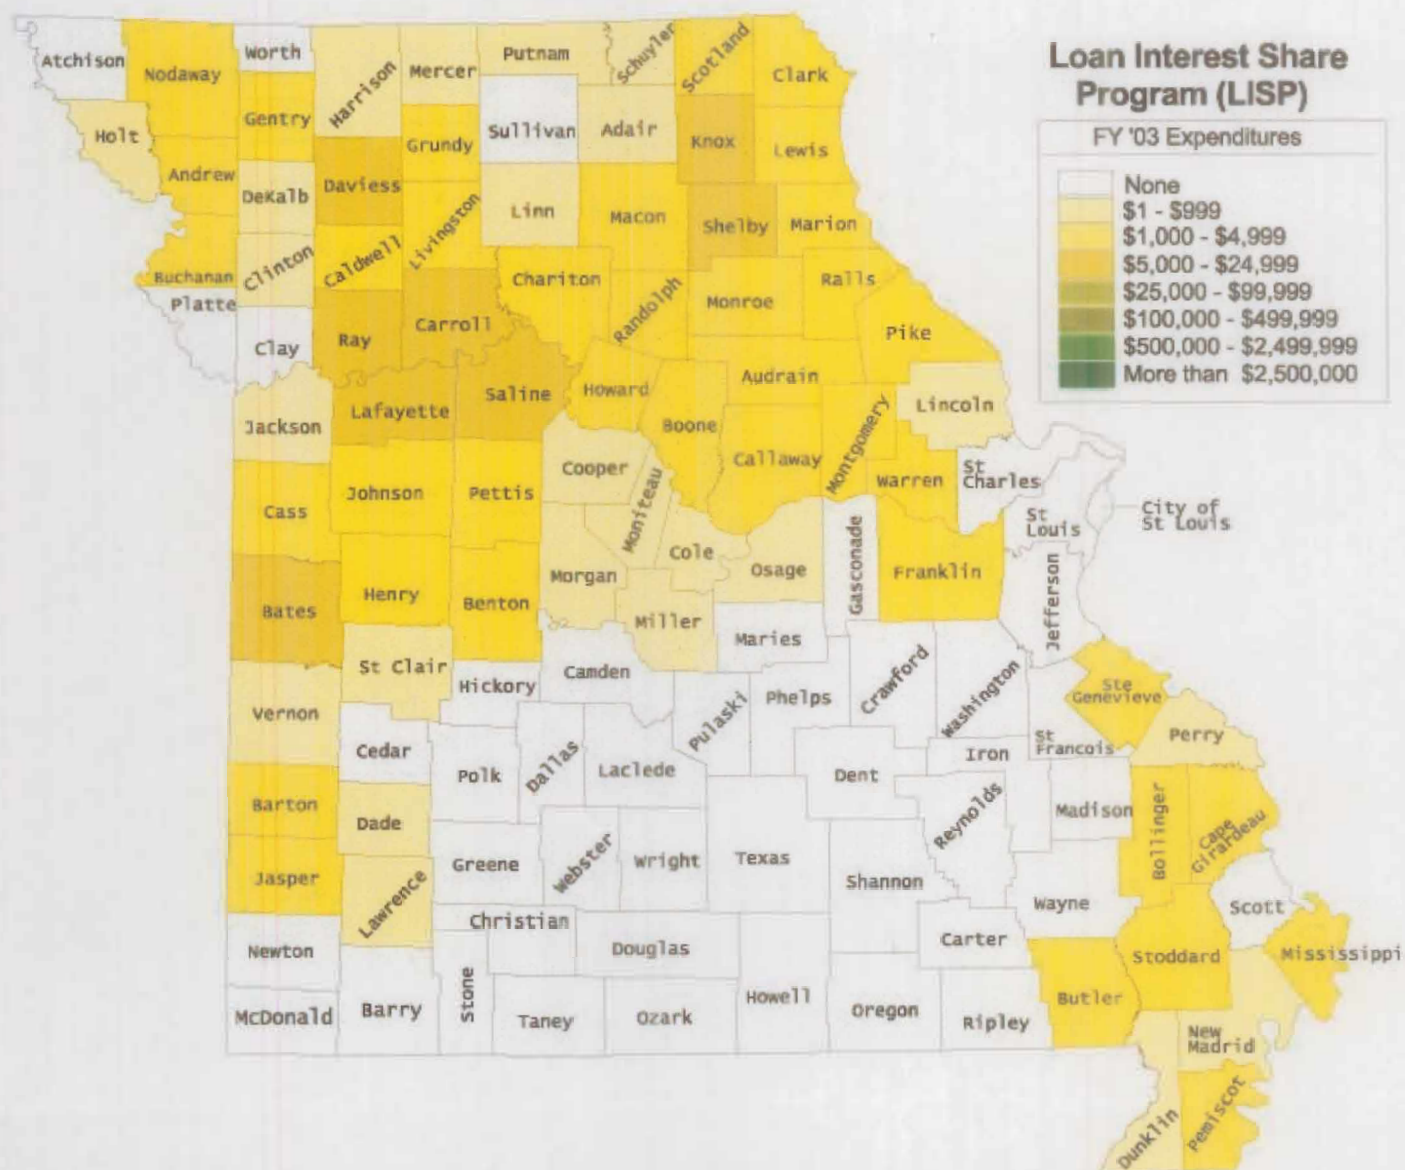 Loan Interest Share
Program (LISP)
FY '03 Expenditures
None
$1 - $999
$1,000 - $4,999
$5,000 - $24,999
$25,000 - $99,999
$100,000 - $499,999
$500,000 - $2,499,999
More than $2,500,000
Atchison
Nodaway
Worth
Harrison
Mercer
Putnam
Schuyler
Scotland
Clark
Holt
Gentry
Grundy
Sullivan
Adair
Knox
Lewis
Andrew
DeKalb
Daviess
Livingston
Linn
Macon
Shelby
Marion
Buchanan
Clinton
Caldwell
Chariton
Randolph
Monroe
Ralls
Platte
Clay
Ray
Carroll
Pike
Saline
Howard
Audrain
Lafayette
Jackson
Boone
Callaway
Montgomery
Lincoln
Cooper
Moniteau
Warren
St
Charles
Cass
Johnson
Pettis
St
Louis
City of
St Louis
Cole
Osage
Gasconade
Franklin
Jefferson
Bates
Henry
Benton
Morgan
Miller
Maries
St Clair
Hickory
Camden
Pulaski
Phelps
Crawford
Washington
Ste
Genevieve
Vernon
Cedar
Polk
Dallas
Laclede
Dent
Iron
St
Francois
Perry
Barton
Dade
Reynolds
Madison
Bollinger
Cape
Girardeau
Jasper
Lawrence
Greene
Webster
Wright
Texas
Shannon
Wayne
Scott
Newton
Christian
Douglas
Carter
Stoddard
Mississippi
McDonald
Barry
Stone
Taney
Ozark
Howell
Oregon
Ripley
Butler
New
Madrid
Dunklin
Pemiscot